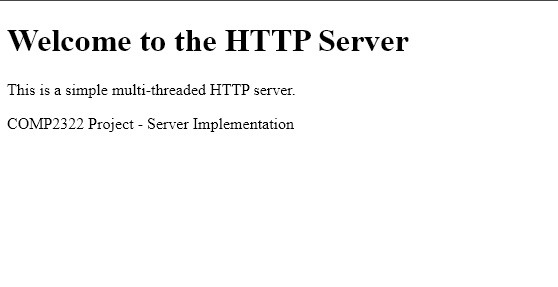 Welcome to the HTTP Server
This is a simple multi-threaded HTTP server.
COMP2322 Project - Server Implementation